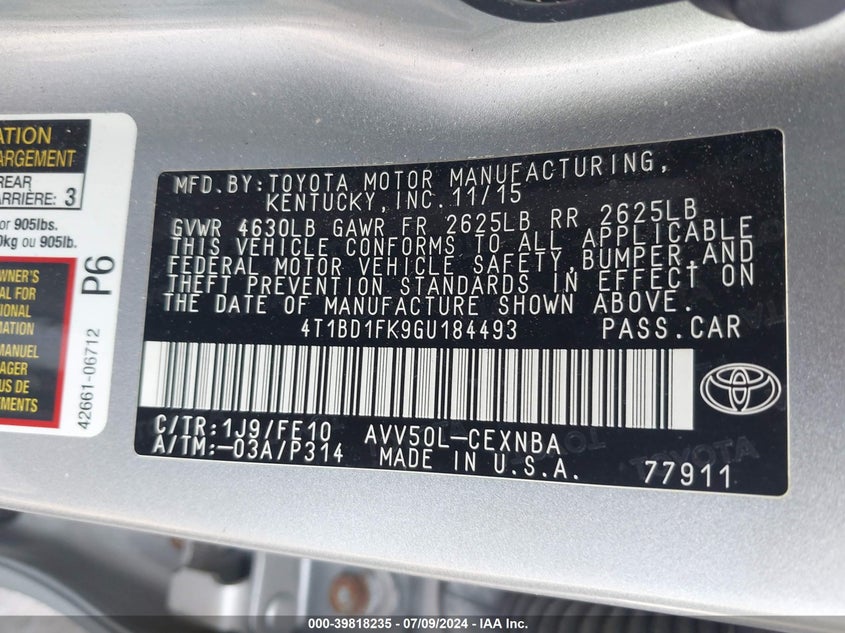 ATION
ARGEMENT
REAR
ARRIÈRE: 3
or 905lbs.
0kg ou 905lb.
WNER'S
AL FOR
IONAL
RMATION
MANUEL
AGER
US DE
EMENTS
P6
42661-06712
MFD. BY: TOYOTA MOTOR MANUFACTURING,
KENTUCKY, INC. 11/15
GVWR 4630LB GAWR FR 2625LB RR 2625LB
THIS VEHICLE CONFORMS TO ALL APPLICABLE
FEDERAL MOTOR VEHICLE SAFETY, BUMPER, AND
THEFT PREVENTION STANDARDS IN EFFECT ON
THE DATE OF MANUFACTURE SHOWN ABOVE.
4T1BD1FK9GU184493 PASS.CAR
C/TR: 1J9/FE10 AVV50L-CEXNBA
A/TM: -03A/P314 MADE IN U.S.A. 77911
000-39818235 - 07/09/2024 - IAA Inc.